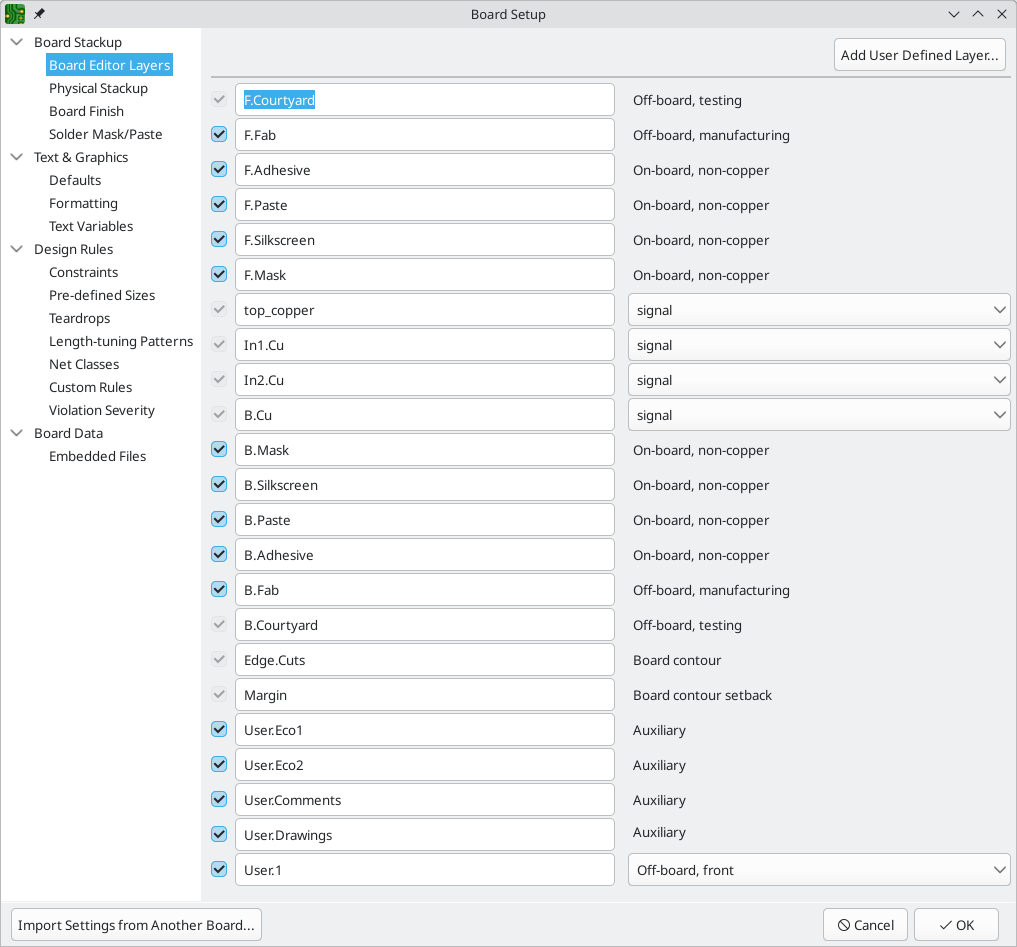 Board Setup
Board Stackup
Board Editor Layers
Physical Stackup
Board Finish
Solder Mask/Paste
Text & Graphics
Defaults
Formatting
Text Variables
Design Rules
Constraints
Pre-defined Sizes
Teardrops
Length-tuning Patterns
Net Classes
Custom Rules
Violation Severity
Board Data
Embedded Files
Add User Defined Layer...
F.Courtyard Off-board, testing
F.Fab Off-board, manufacturing
F.Adhesive On-board, non-copper
F.Paste On-board, non-copper
F.Silkscreen On-board, non-copper
F.Mask On-board, non-copper
top_copper signal
In1.Cu signal
In2.Cu signal
B.Cu signal
B.Mask On-board, non-copper
B.Silkscreen On-board, non-copper
B.Paste On-board, non-copper
B.Adhesive On-board, non-copper
B.Fab Off-board, manufacturing
B.Courtyard Off-board, testing
Edge.Cuts Board contour
Margin Board contour setback
User.Eco1 Auxiliary
User.Eco2 Auxiliary
User.Comments Auxiliary
User.Drawings Auxiliary
User.1 Off-board, front
Import Settings from Another Board... Cancel OK